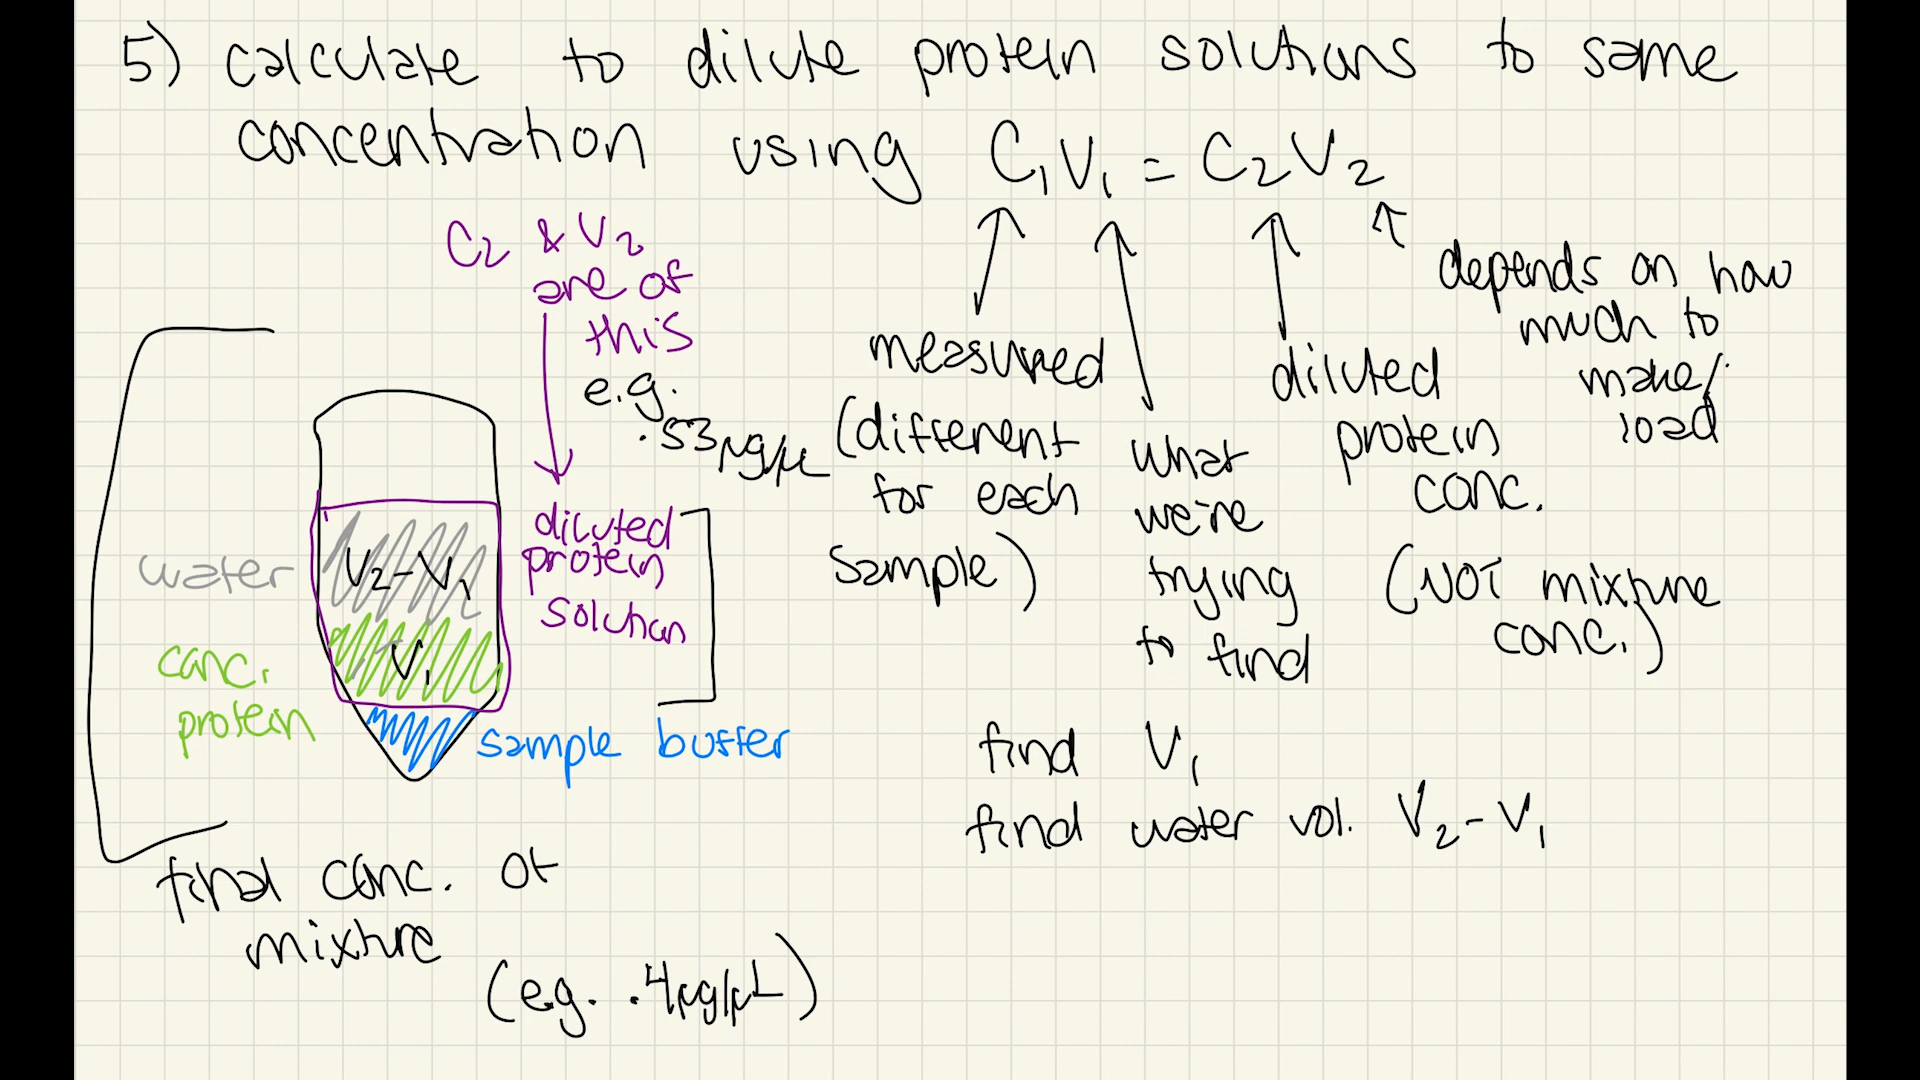 5) calculate to dilute protein solutions to same
concentration using C₁V₁ = C₂V₂
C₂ & V₂
are of
this
e.g.
.53µg/µL
measured
(different
for each
sample)
what
we're
trying
to find
diluted
protein
conc.
(NOT mixture
conc.)
depends on how
much to
make/
load
water
V₂-V₁
diluted
protein
solution
conc.
protein
V₁
sample buffer
find V₁
find water vol. V₂-V₁
final conc. of
mixture
(e.g. .4µg/µL)